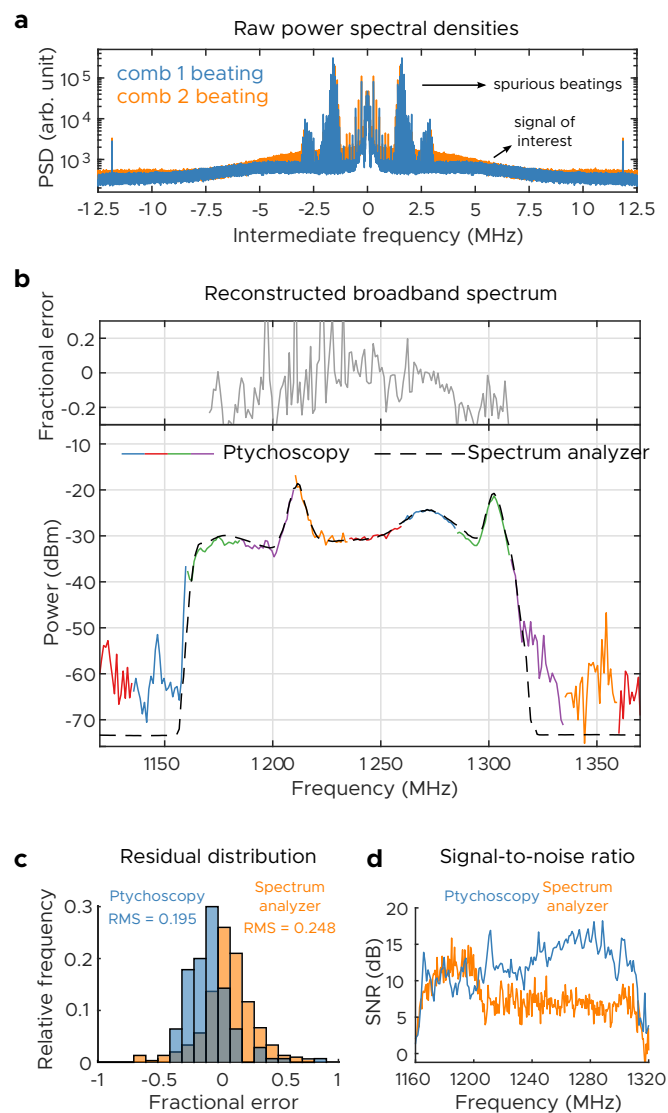 a
Raw power spectral densities
PSD (arb. unit)
10⁵
10⁴
10³
comb 1 beating
comb 2 beating
spurious beatings
signal of
interest
-12.5 -10 -7.5 -5 -2.5 0 2.5 5 7.5 10 12.5
Intermediate frequency (MHz)
b
Reconstructed broadband spectrum
Fractional error
0.2
0
-0.2
Power (dBm)
-10
-20
-30
-40
-50
-60
-70
Ptychoscopy
Spectrum analyzer
1150 1200 1250 1300 1350
Frequency (MHz)
c
Residual distribution
Relative frequency
0.3
0.2
0.1
0
Ptychoscopy
RMS = 0.195
Spectrum
analyzer
RMS = 0.248
-1 -0.5 0 0.5 1
Fractional error
d
Signal-to-noise ratio
Ptychoscopy
Spectrum
analyzer
SNR (dB)
20
15
10
5
0
1160 1200 1240 1280 1320
Frequency (MHz)